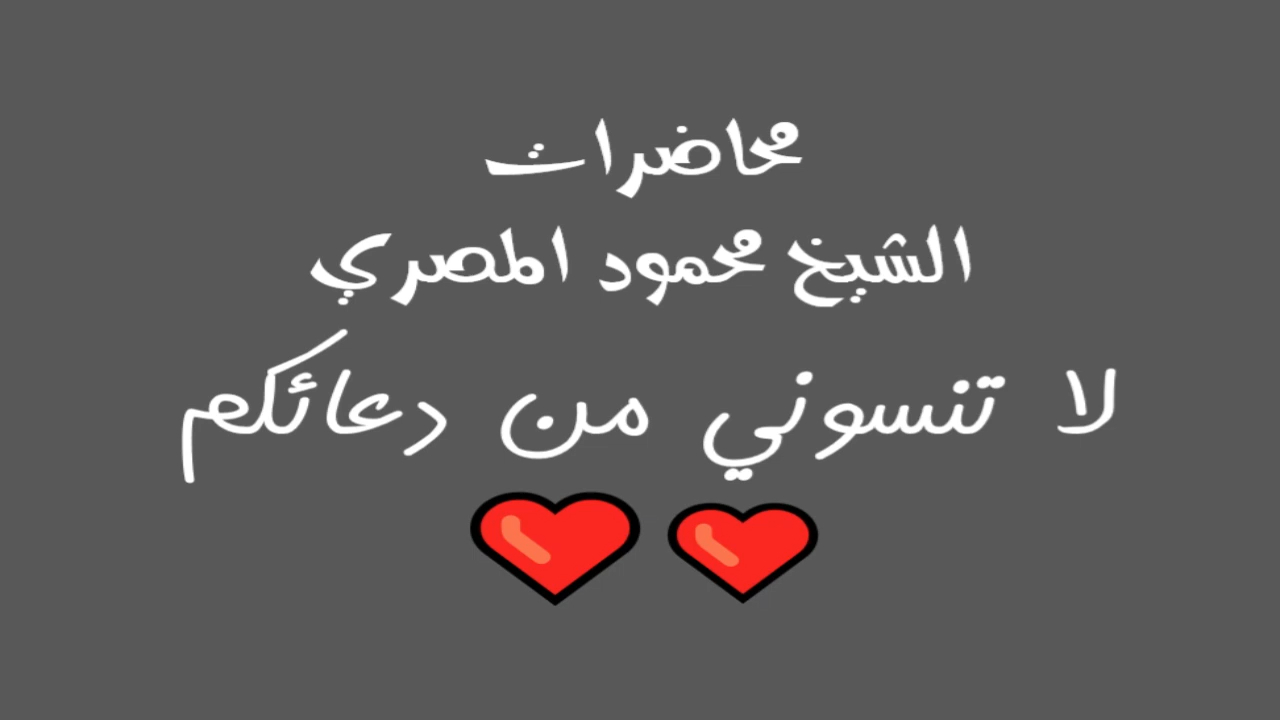 محاضرات
الشيخ محمود المصري
لا تنسوني من دعائكم